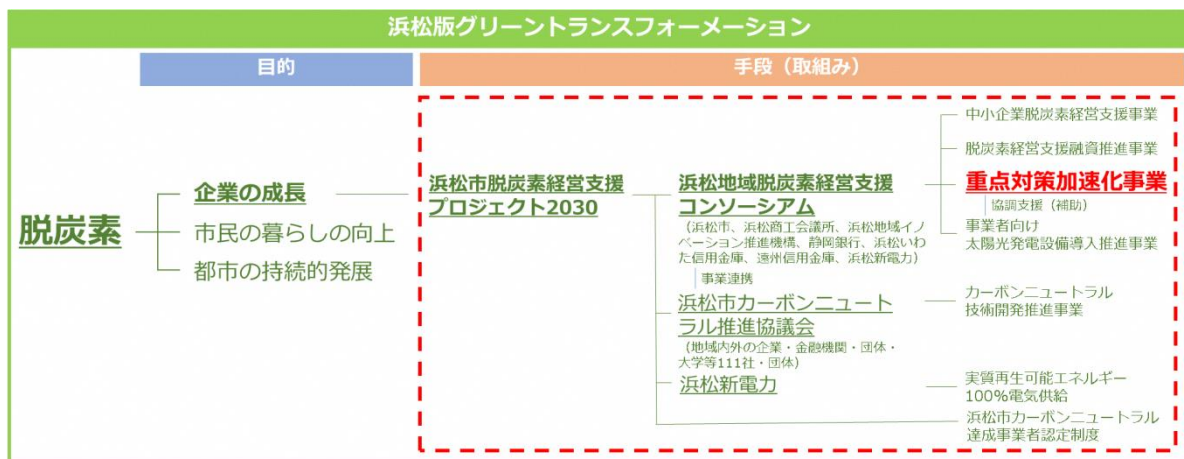 浜松版グリーントランスフォーメーション
目的
手段（取組み）
脱炭素
企業の成長
市民の暮らしの向上
都市の持続的発展
浜松市脱炭素経営支援
プロジェクト2030
浜松地域脱炭素経営支援
コンソーシアム
（浜松市、浜松商工会議所、浜松地域イノ
ベーション推進機構、静岡銀行、浜松いわ
た信用金庫、遠州信用金庫、浜松新電力）
事業連携
浜松市カーボンニュート
ラル推進協議会
（地域内外の企業・金融機関・団体・
大学等111社・団体）
浜松新電力
中小企業脱炭素経営支援事業
脱炭素経営支援融資推進事業
重点対策加速化事業
協調支援（補助）
事業者向け
太陽光発電設備導入推進事業
カーボンニュートラル
技術開発推進事業
実質再生可能エネルギー
100%電気供給
浜松市カーボンニュートラル
達成事業者認定制度